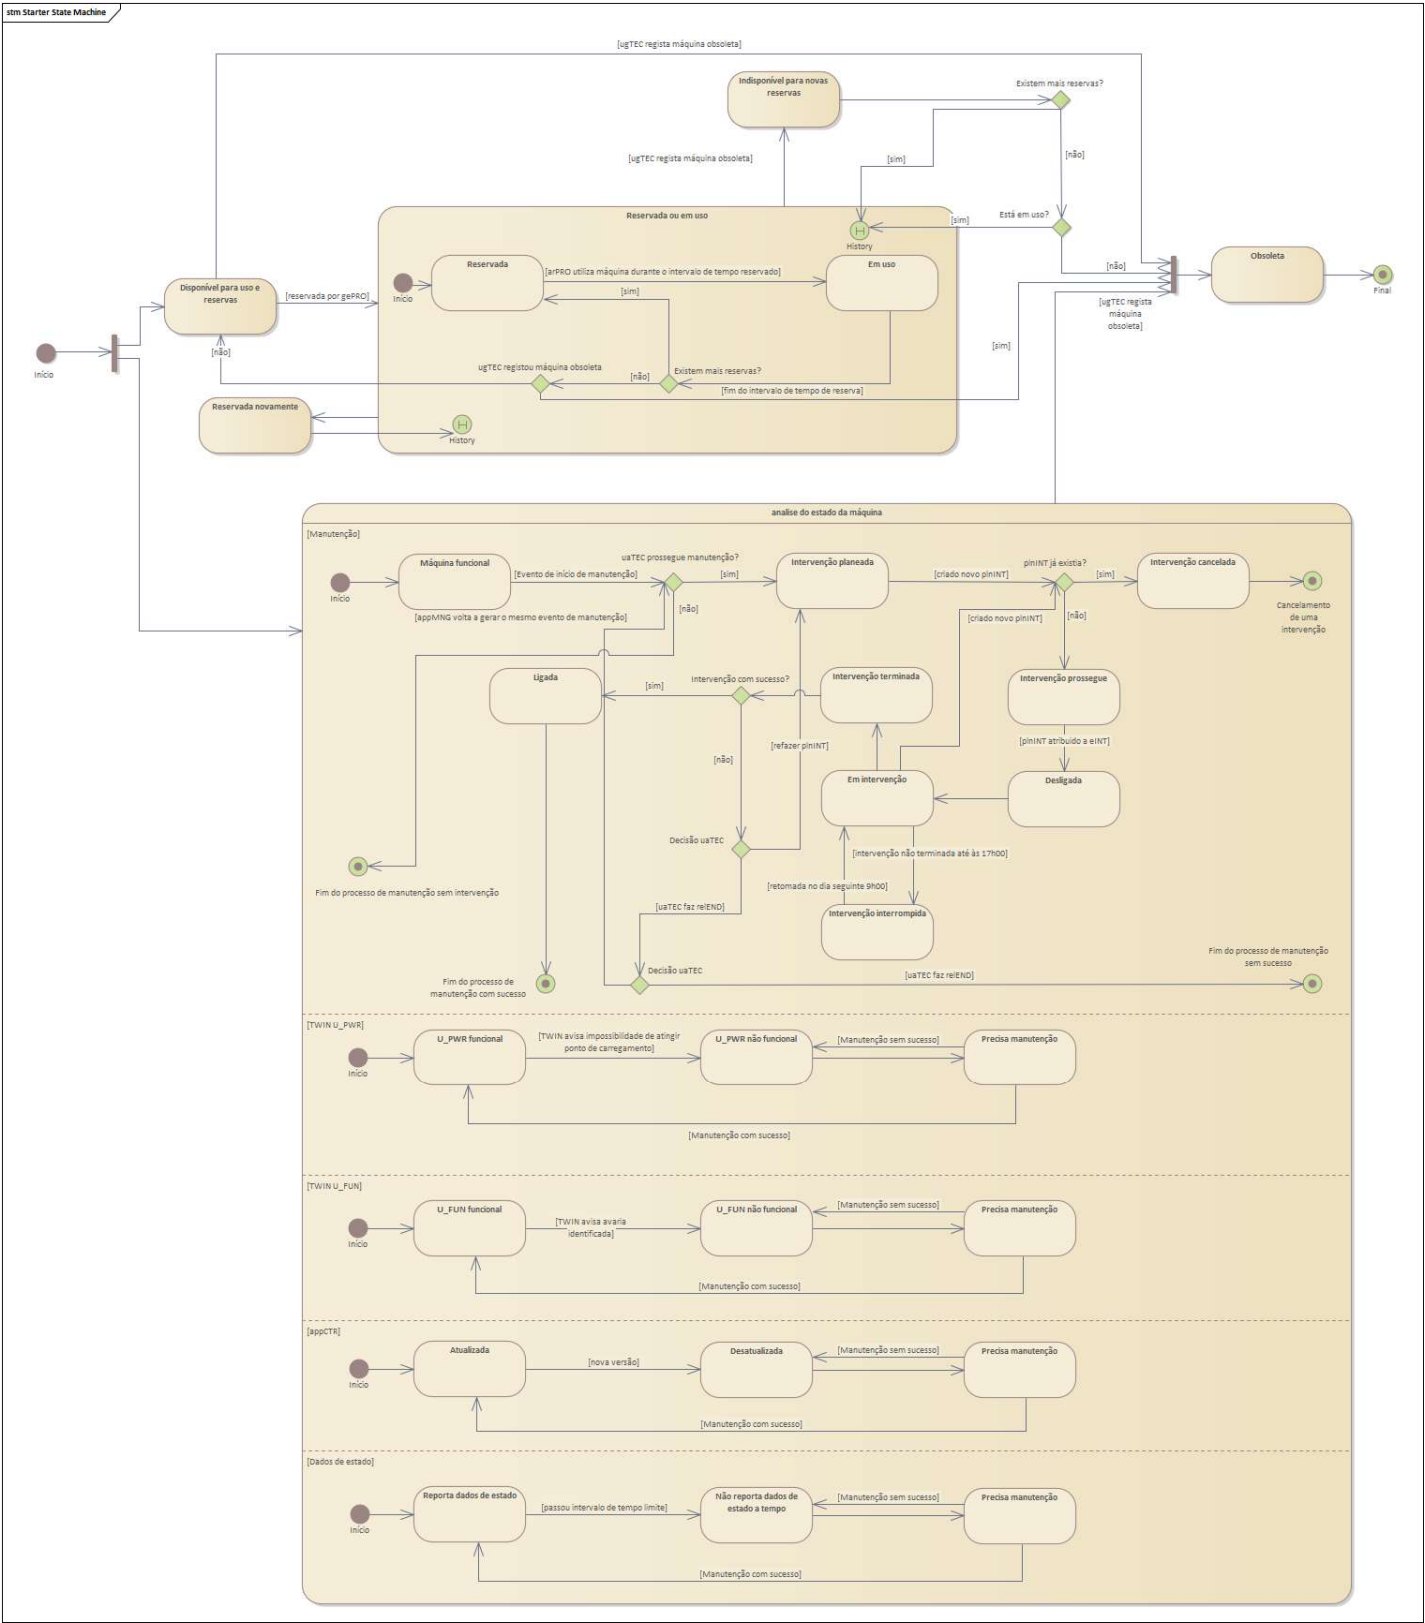 stm Starter State Machine
[ugTEC regista máquina obsoleta]
Indisponível para novas
reservas
Existem mais reservas?
[ugTEC regista máquina obsoleta]
[sim]
[não]
Reservada ou em uso
Está em uso?
[sim]
History
[não]
Obsoleta
Final
Disponível para uso e
reservas
[reservada por gePRO]
Início
Reservada
[arPRO utiliza máquina durante o intervalo de tempo reservado]
Em uso
[sim]
[ugTEC regista
máquina
obsoleta]
[sim]
Início
[não]
ugTEC registou máquina obsoleta
[não]
Existem mais reservas?
[fim do intervalo de tempo de reserva]
Reservada novamente
History
analise do estado da máquina
[Manutenção]
Início
Máquina funcional
[Evento de início de manutenção]
uaTEC prossegue manutenção?
[sim]
[não]
[appMNG volta a gerar o mesmo evento de manutenção]
Intervenção planeada
[criado novo plnINT]
plnINT já existia?
[sim]
Intervenção cancelada
Cancelamento
de uma
intervenção
[criado novo plnINT]
[não]
Ligada
[sim]
Intervenção com sucesso?
Intervenção terminada
Intervenção prossegue
[refazer plnINT]
[plnINT atribuido a eINT]
[não]
Em intervenção
Desligada
Decisão uaTEC
[intervenção não terminada até às 17h00]
[retomada no dia seguinte 9h00]
Fim do processo de manutenção sem intervenção
[uaTEC faz relEND]
Intervenção interrompida
Fim do processo de manutenção
sem sucesso
Decisão uaTEC
[uaTEC faz relEND]
Fim do processo de
manutenção com sucesso
[TWIN U_PWR]
Início
U_PWR funcional
[TWIN avisa impossibilidade de atingir
ponto de carregamento]
U_PWR não funcional
[Manutenção sem sucesso]
Precisa manutenção
[Manutenção com sucesso]
[TWIN U_FUN]
Início
U_FUN funcional
[TWIN avisa avaria
identificada]
U_FUN não funcional
[Manutenção sem sucesso]
Precisa manutenção
[Manutenção com sucesso]
[appCTR]
Início
Atualizada
[nova versão]
Desatualizada
[Manutenção sem sucesso]
Precisa manutenção
[Manutenção com sucesso]
[Dados de estado]
Início
Reporta dados de estado
[passou intervalo de tempo limite]
Não reporta dados de
estado a tempo
[Manutenção sem sucesso]
Precisa manutenção
[Manutenção com sucesso]